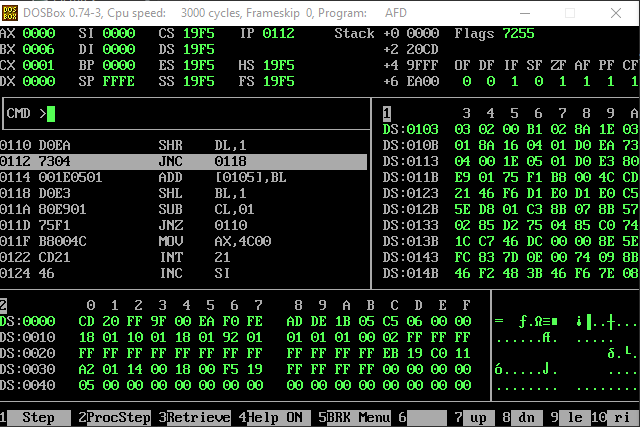 DOSBox 0.74-3, Cpu speed: 3000 cycles, Frameskip 0, Program: AFD
AX 0000 SI 0000 CS 19F5 IP 0112 Stack +0 0000 Flags 7255
BX 0006 DI 0000 DS 19F5 +2 20CD
CX 0001 BP 0000 ES 19F5 HS 19F5 +4 9FFF OF DF IF SF ZF AF PF CF
DX 0000 SP FFFE SS 19F5 FS 19F5 +6 EA00 0 0 1 0 1 1 1 1
CMD >
1 3 4 5 6 7 8 9 A
DS:0103 03 02 00 B1 02 8A 1E 03
0110 D0EA SHR DL,1 DS:010B 01 8A 16 04 01 D0 EA 73
0112 7304 JNC 0118 DS:0113 04 00 1E 05 01 D0 E3 80
0114 001E0501 ADD [0105],BL DS:011B E9 01 75 F1 B8 00 4C CD
0118 D0E3 SHL BL,1 DS:0123 21 46 F6 D1 E0 D1 E0 C5
011A 80E901 SUB CL,01 DS:012B 5E D8 01 C3 8B 07 8B 57
011D 75F1 JNZ 0110 DS:0133 02 85 D2 75 04 85 C0 74
011F B8004C MOV AX,4C00 DS:013B 1C C7 46 DC 00 00 8E 5E
0122 CD21 INT 21 DS:0143 FC 83 7D 0E 00 74 09 8B
0124 46 INC SI DS:014B 46 F2 48 3B 46 F6 7E 08
2 0 1 2 3 4 5 6 7 8 9 A B C D E F
DS:0000 CD 20 FF 9F 00 EA F0 FE AD DE 1B 05 C5 06 00 00
DS:0010 18 01 10 01 18 01 92 01 01 01 01 00 02 FF FF FF
DS:0020 FF FF FF FF FF FF FF FF FF FF FF FF EB 19 C0 11
DS:0030 A2 01 14 00 18 00 F5 19 FF FF FF FF 00 00 00 00
DS:0040 05 00 00 00 00 00 00 00 00 00 00 00 00 00 00 00
1 Step 2 ProcStep 3 Retrieve 4 Help ON 5 BRK Menu 6 7 up 8 dn 9 le 10 ri